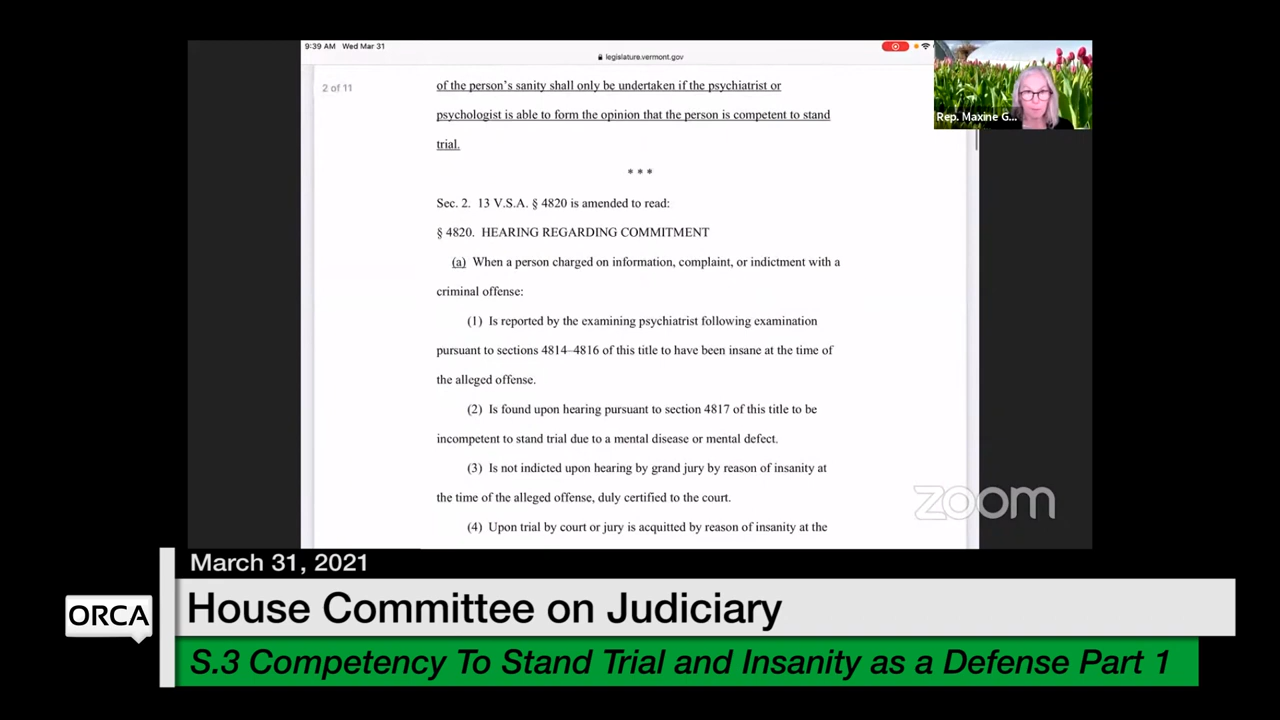 9:39 AM Wed Mar 31
legislature.vermont.gov
2 of 11
of the person's sanity shall only be undertaken if the psychiatrist or
psychologist is able to form the opinion that the person is competent to stand
trial.
* * *
Sec. 2. 13 V.S.A. § 4820 is amended to read:
§ 4820. HEARING REGARDING COMMITMENT
(a) When a person charged on information, complaint, or indictment with a
criminal offense:
(1) Is reported by the examining psychiatrist following examination
pursuant to sections 4814–4816 of this title to have been insane at the time of
the alleged offense.
(2) Is found upon hearing pursuant to section 4817 of this title to be
incompetent to stand trial due to a mental disease or mental defect.
(3) Is not indicted upon hearing by grand jury by reason of insanity at
the time of the alleged offense, duly certified to the court.
(4) Upon trial by court or jury is acquitted by reason of insanity at the
Rep. Maxine G...
zoom
March 31, 2021
ORCA
House Committee on Judiciary
S.3 Competency To Stand Trial and Insanity as a Defense Part 1